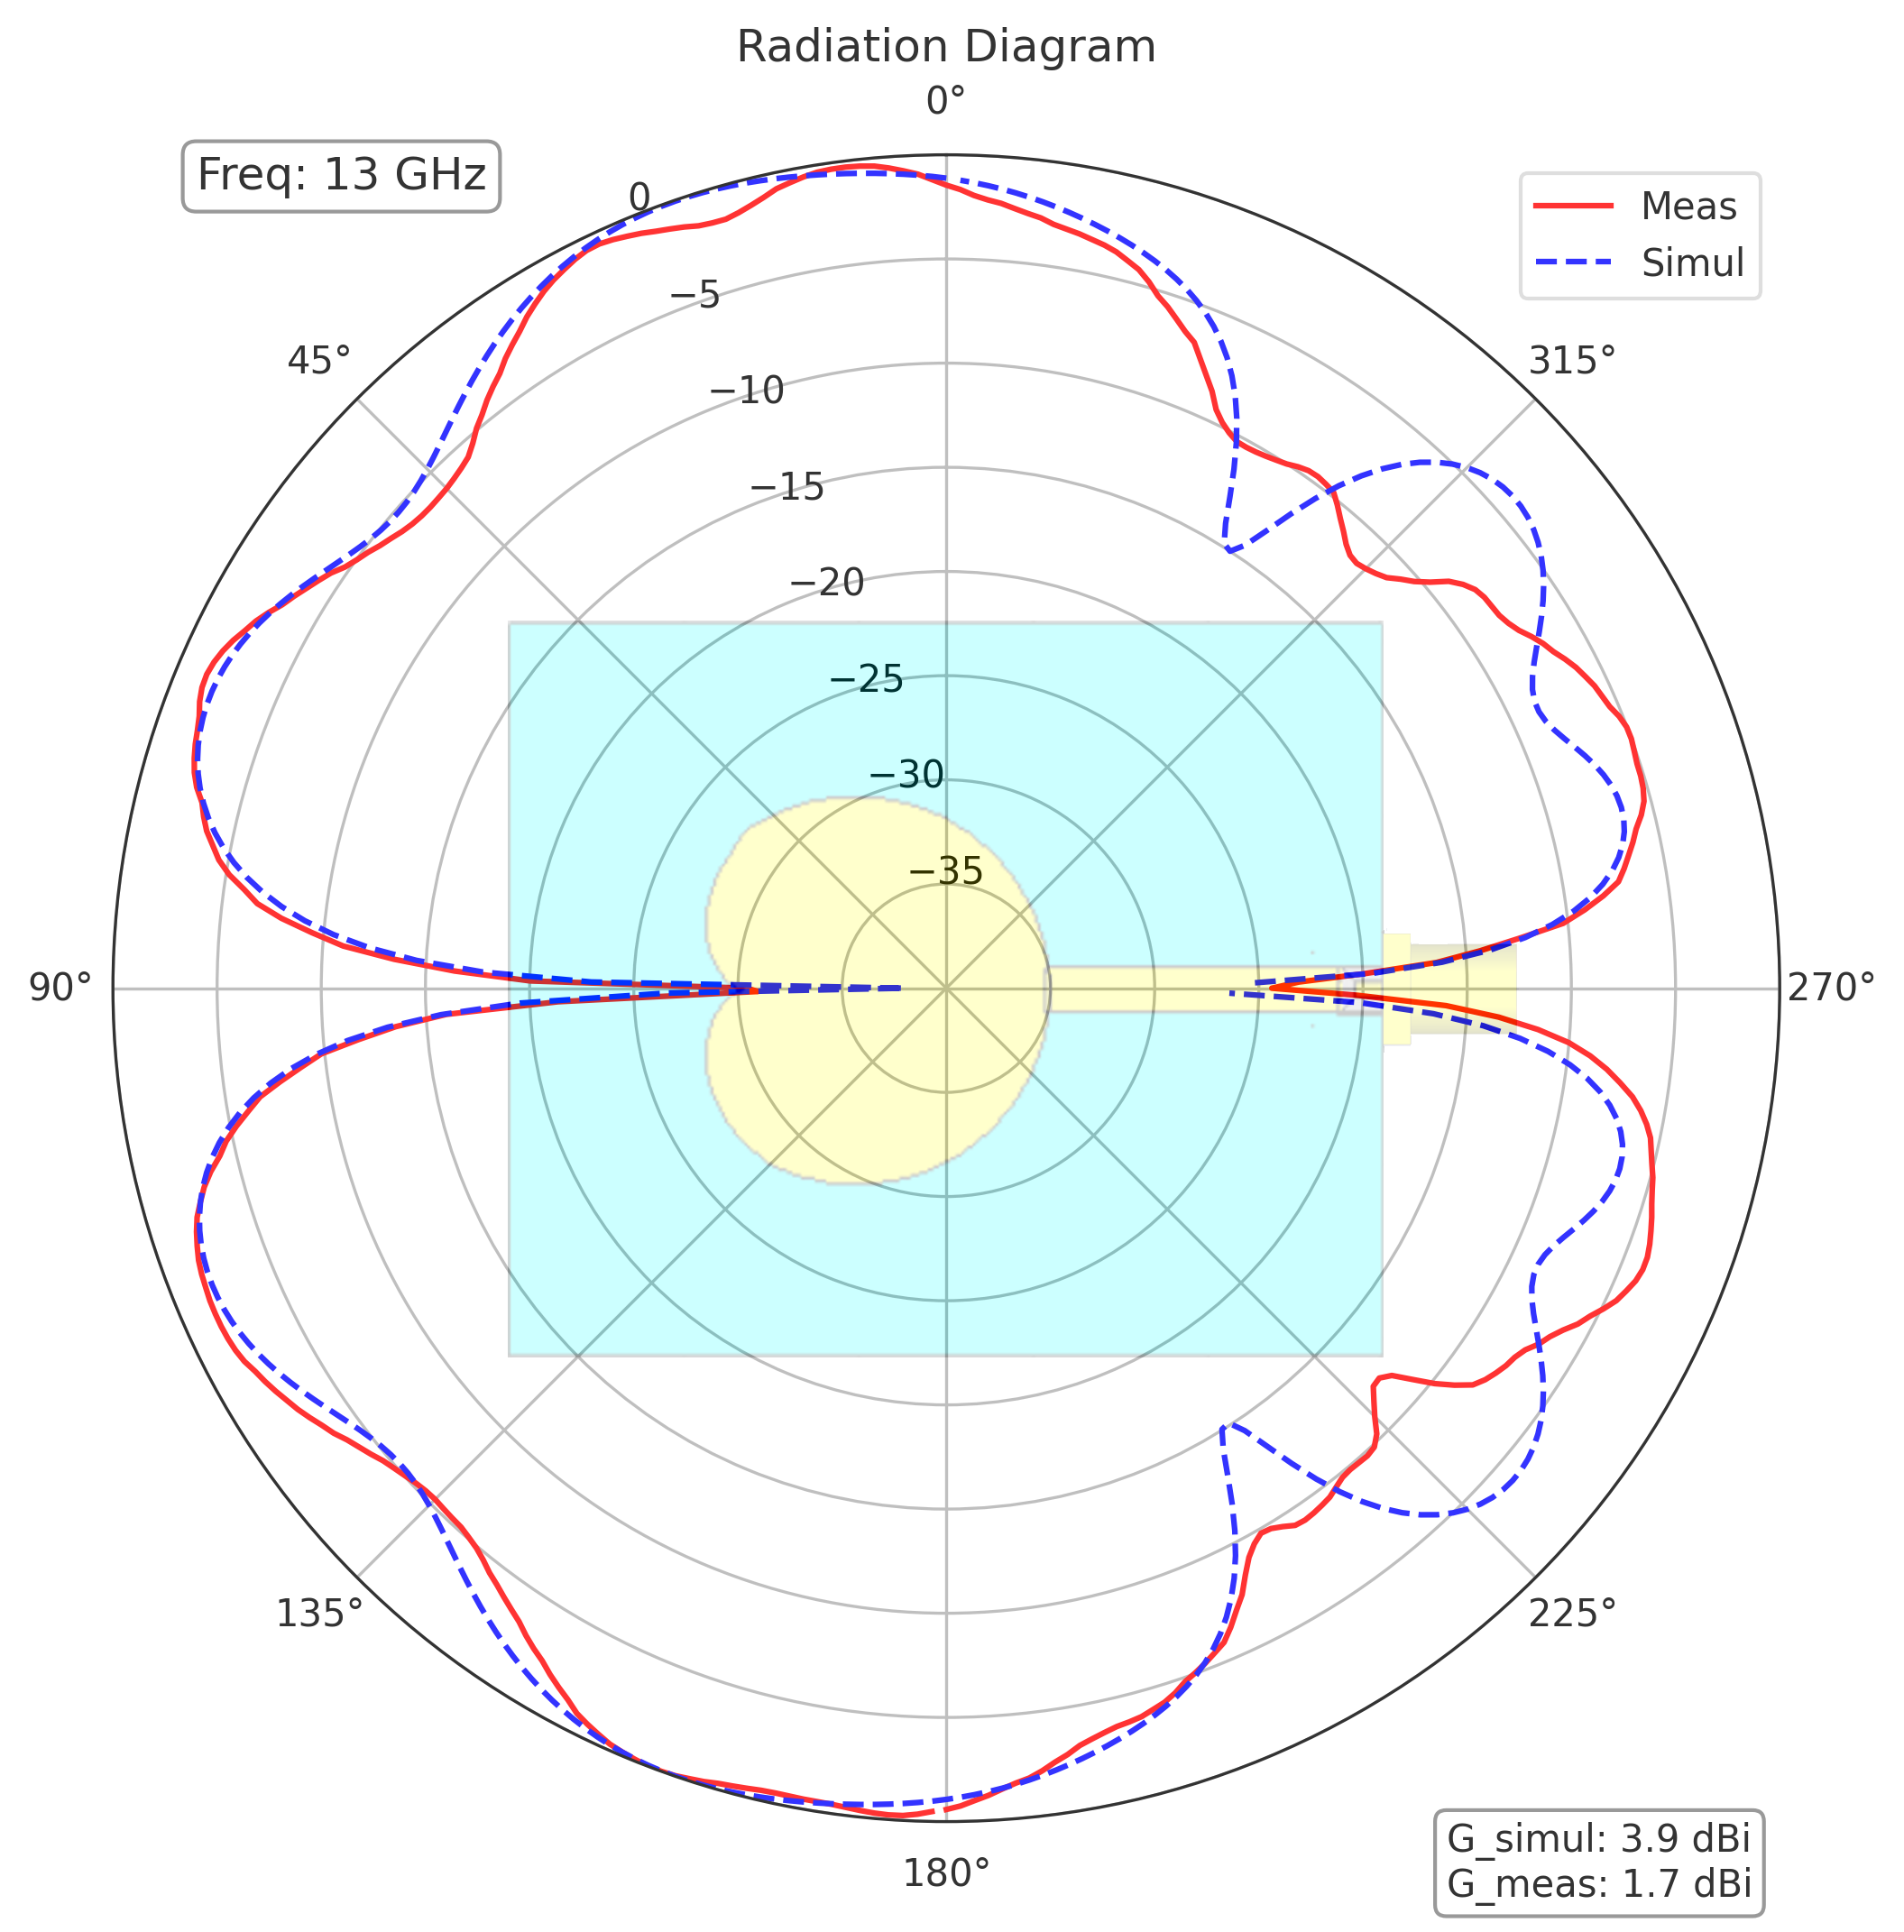 Radiation Diagram
0°
Freq: 13 GHz
Meas
Simul
0
−5
−10
−15
−20
−25
−30
−35
45°
315°
90°
270°
135°
225°
180°
G_simul: 3.9 dBi
G_meas: 1.7 dBi